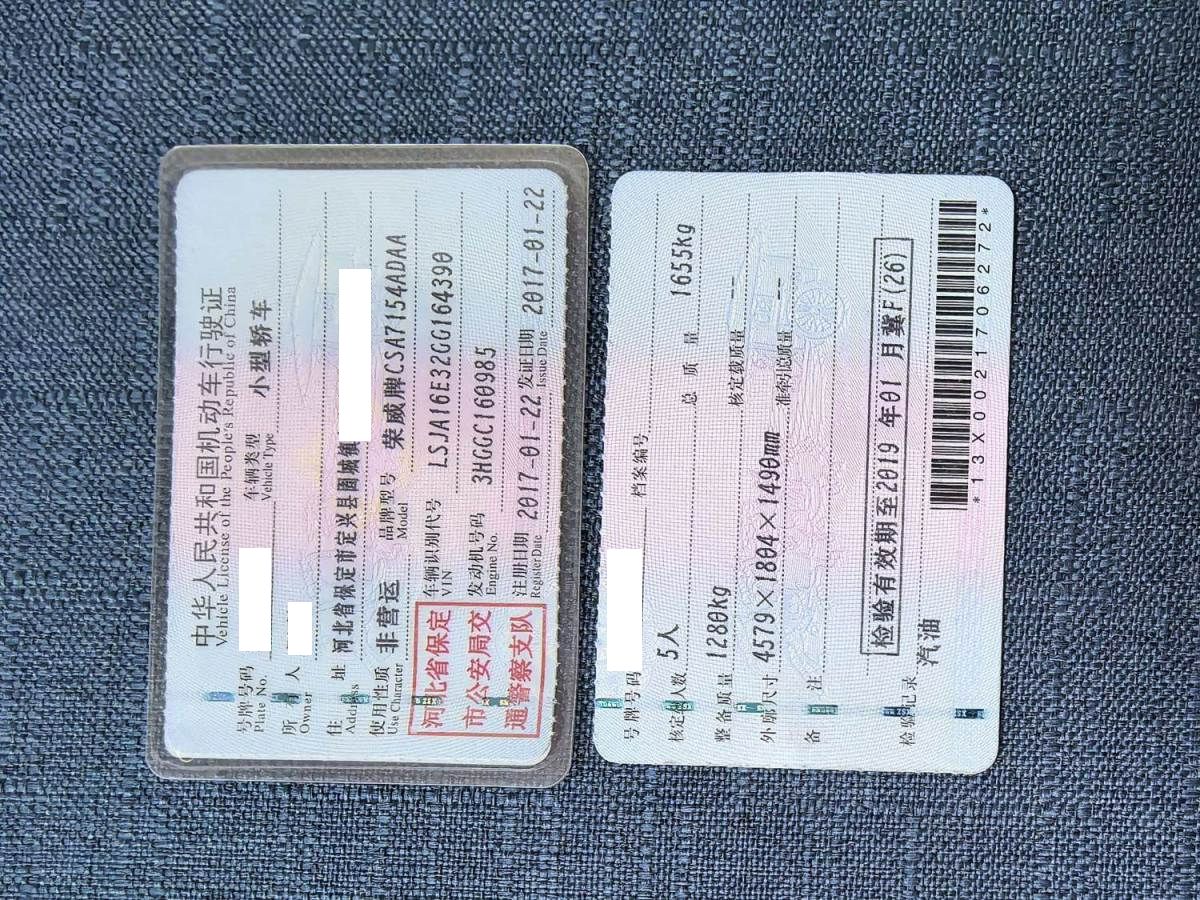 中华人民共和国机动车行驶证
Vehicle License of the People's Republic of China
号牌号码 车辆类型 小型轿车
Plate No. Vehicle Type
所有人
Owner
住址 河北省保定市定兴县固城镇
Address
使用性质 非营运 品牌型号 荣威牌CSA7154ADAA
Use Character Model
河北省保定
市公安局交
通警察支队
车辆识别代号 LSJA16E32GG164390
VIN
发动机号码 3HGGC160985
Engine No.
注册日期 2017-01-22 发证日期 2017-01-22
Register Date Issue Date
号牌号码 档案编号
核定人数 5人 总质量 1655kg
整备质量 1280kg 核定载质量 --
外廓尺寸 4579×1804×1490mm 准牵引总质量 --
备注
检验有效期至2019年01月冀F(26)
检验记录 汽油
*13X0021706272*